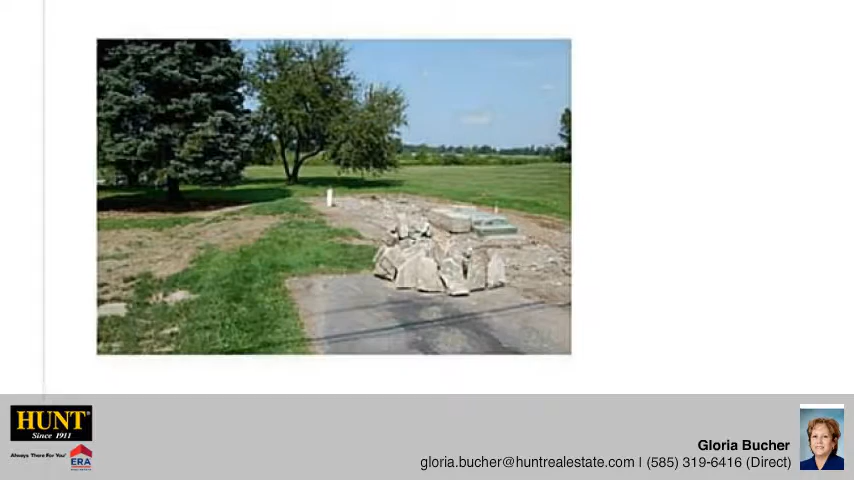 HUNT
Since 1911
Always There For You
ERA
Gloria Bucher
gloria.bucher@huntrealestate.com | (585) 319-6416 (Direct)